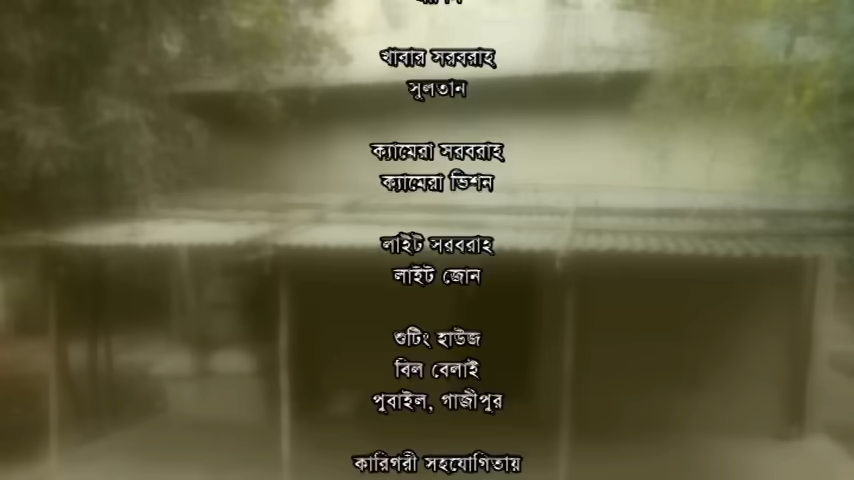 খাবার সরবরাহ
সুলতান
ক্যামেরা সরবরাহ
ক্যামেরা ভিশন
লাইট সরবরাহ
লাইট জোন
শুটিং হাউজ
বিল বেলাই
পুবাইল, গাজীপুর
কারিগরী সহযোগিতায়